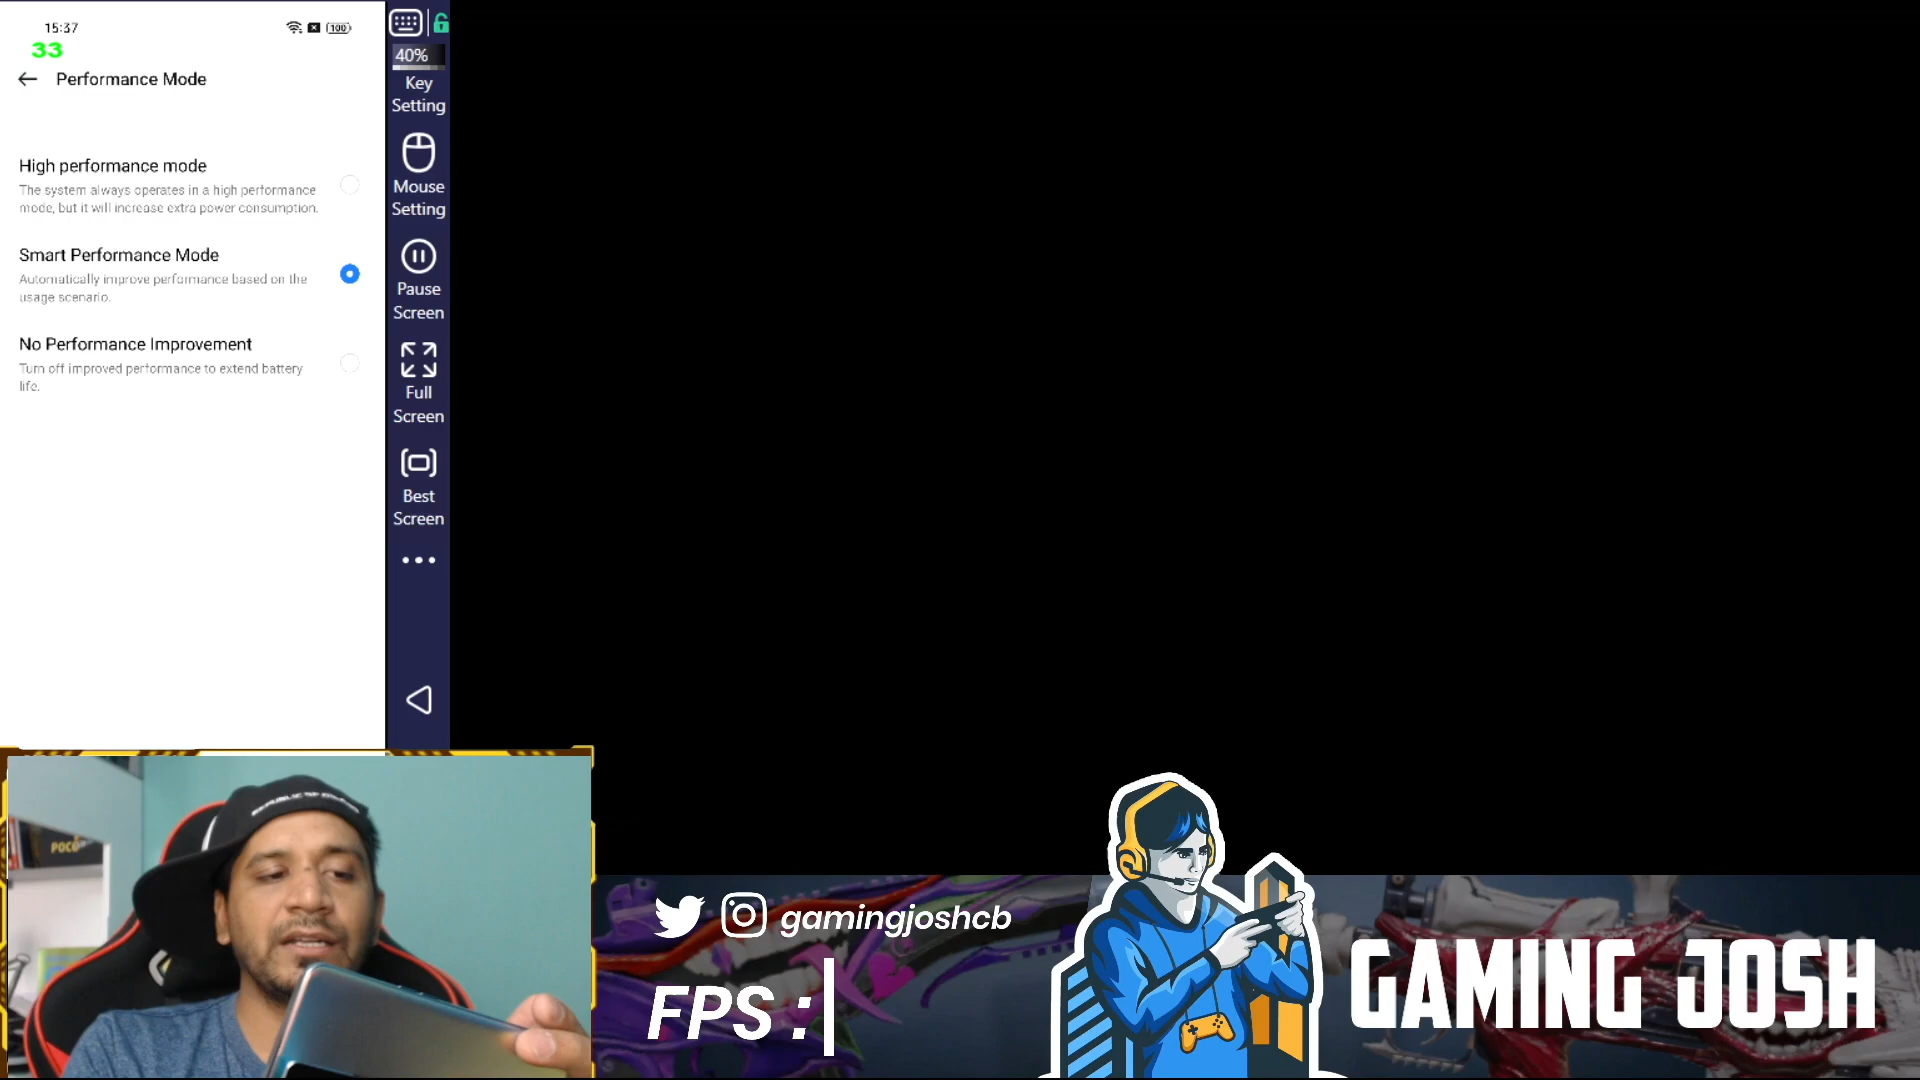 15:37
100
33
Performance Mode
High performance mode
The system always operates in a high performance
mode, but it will increase extra power consumption.
Smart Performance Mode
Automatically improve performance based on the
usage scenario.
No Performance Improvement
Turn off improved performance to extend battery
life.
40%
Key
Setting
Mouse
Setting
Pause
Screen
Full
Screen
Best
Screen
POCO
gamingjoshcb
FPS :
GAMING JOSH